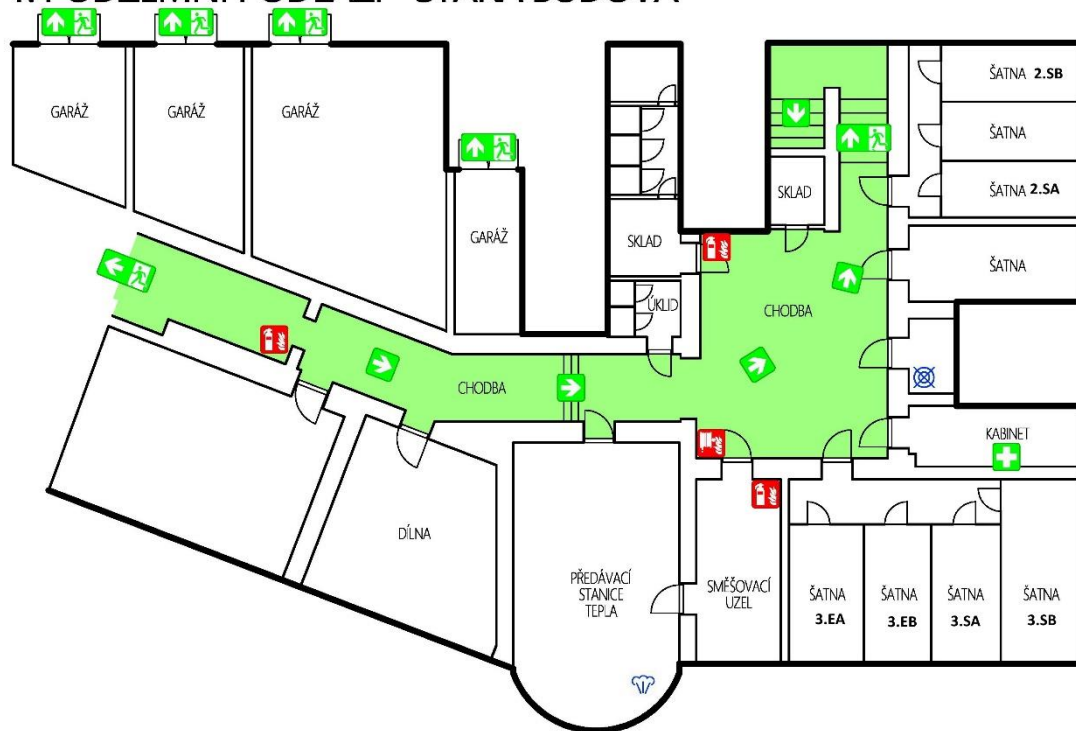 GARÁŽ
GARÁŽ
GARÁŽ
GARÁŽ
SKLAD
ÚKLID
SKLAD
ŠATNA 2.SB
ŠATNA
ŠATNA 2.SA
ŠATNA
CHODBA
CHODBA
KABINET
DÍLNA
PŘEDÁVACÍ
STANICE
TEPLA
SMĚŠOVACÍ
UZEL
ŠATNA
3.EA
ŠATNA
3.EB
ŠATNA
3.SA
ŠATNA
3.SB